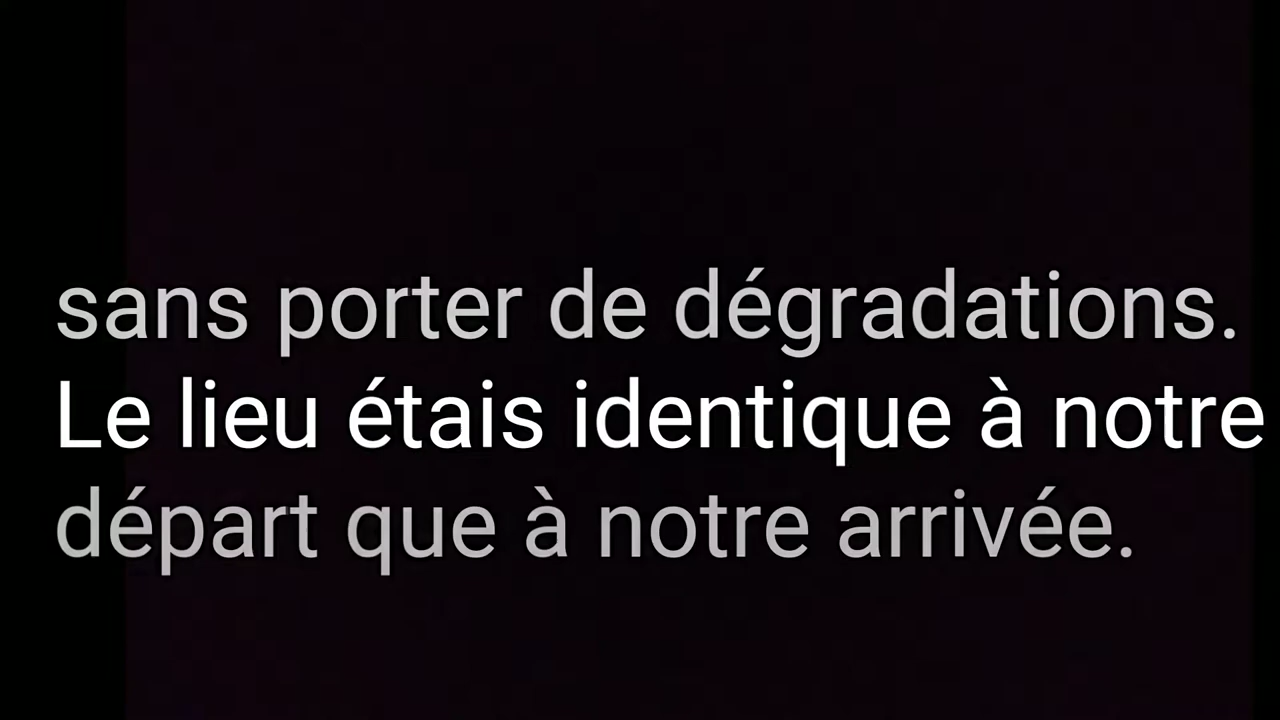 sans porter de dégradations.
Le lieu étais identique à notre
départ que à notre arrivée.